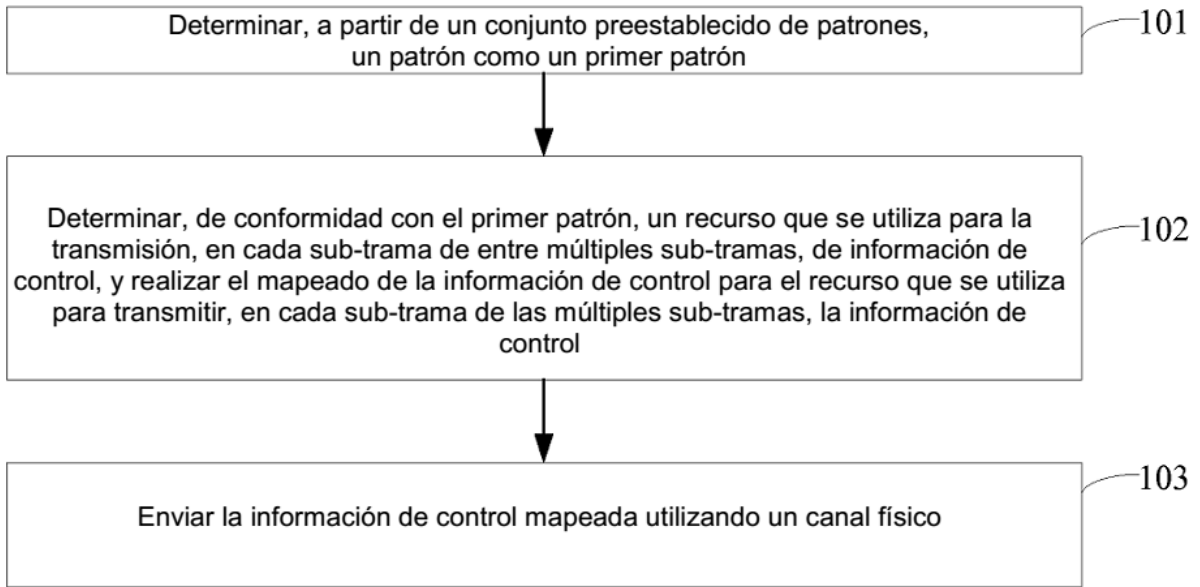 Determinar, a partir de un conjunto preestablecido de patrones,
un patrón como un primer patrón
101
Determinar, de conformidad con el primer patrón, un recurso que se utiliza para la
transmisión, en cada sub-trama de entre múltiples sub-tramas, de información de
control, y realizar el mapeado de la información de control para el recurso que se utiliza
para transmitir, en cada sub-trama de las múltiples sub-tramas, la información de
control
102
Enviar la información de control mapeada utilizando un canal físico
103